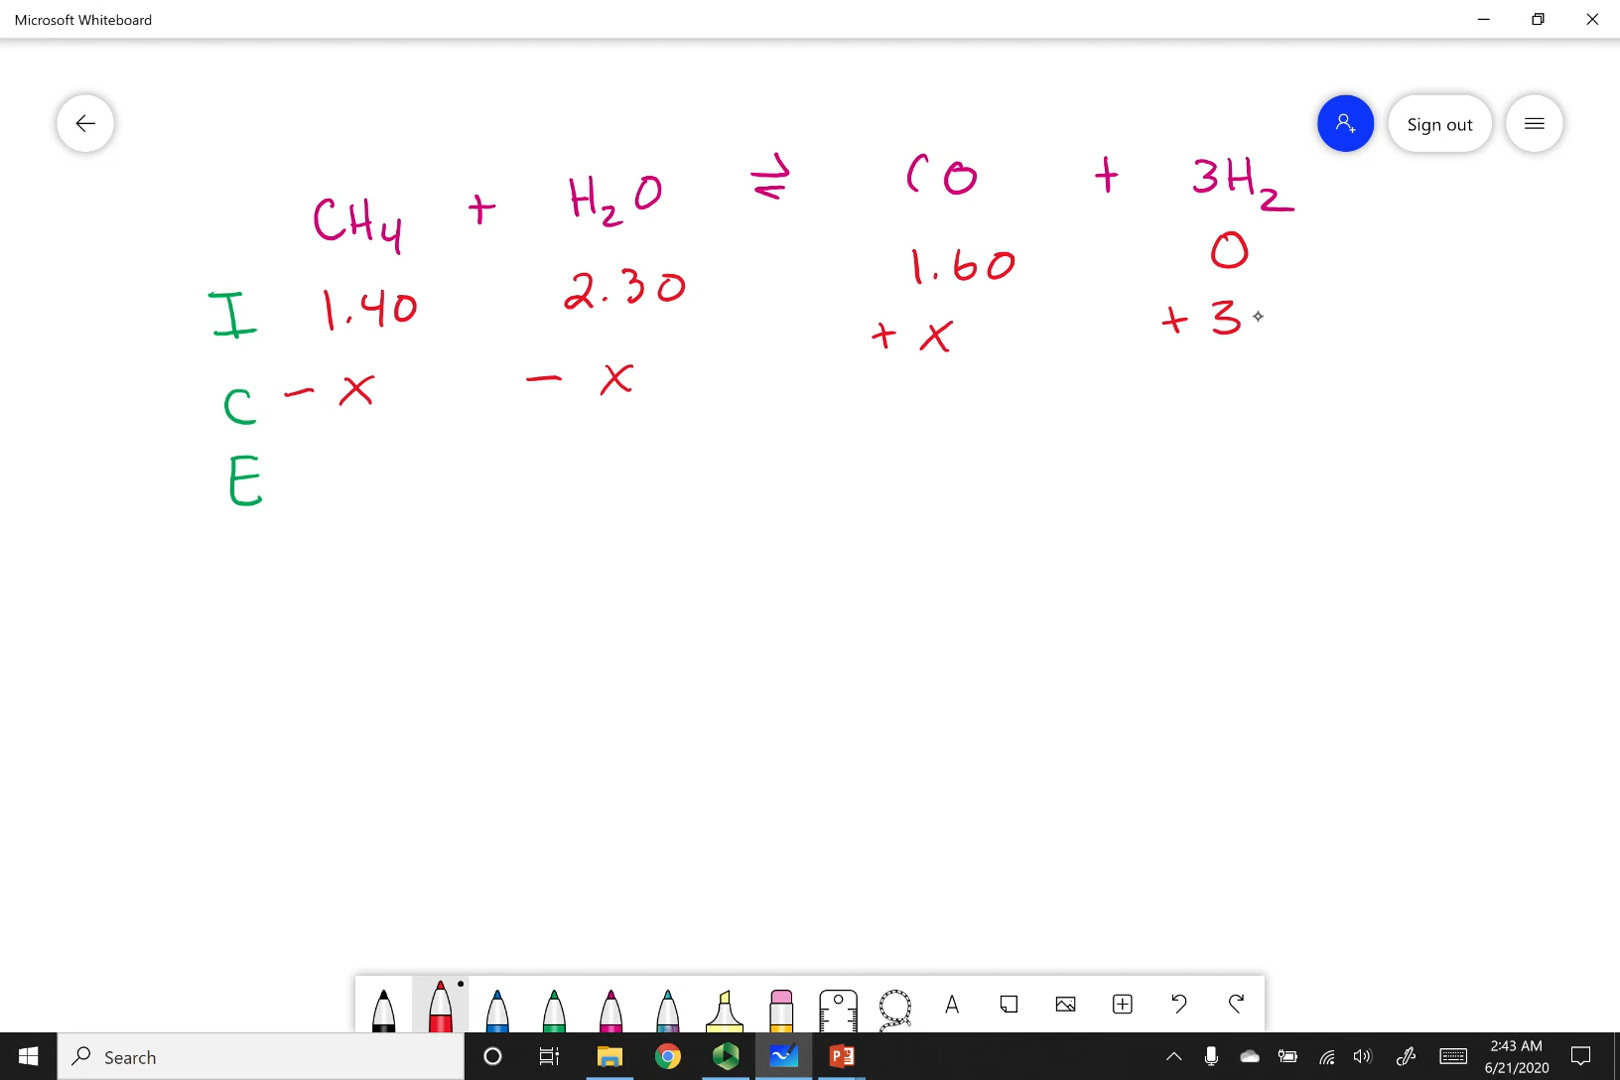 Microsoft Whiteboard
Sign out
CH₄ + H₂O ⇌ CO + 3H₂
I 1.40 2.30 1.60 0
C - x - x + x + 3
E
A
Search
2:43 AM
6/21/2020